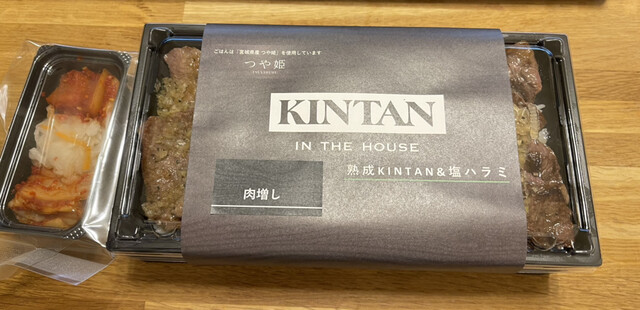 ごはんは「宮城県産 つや姫」を使用しています
つや姫
TSUYAHIME
KINTAN
IN THE HOUSE
熟成KINTAN&塩ハラミ
肉増し